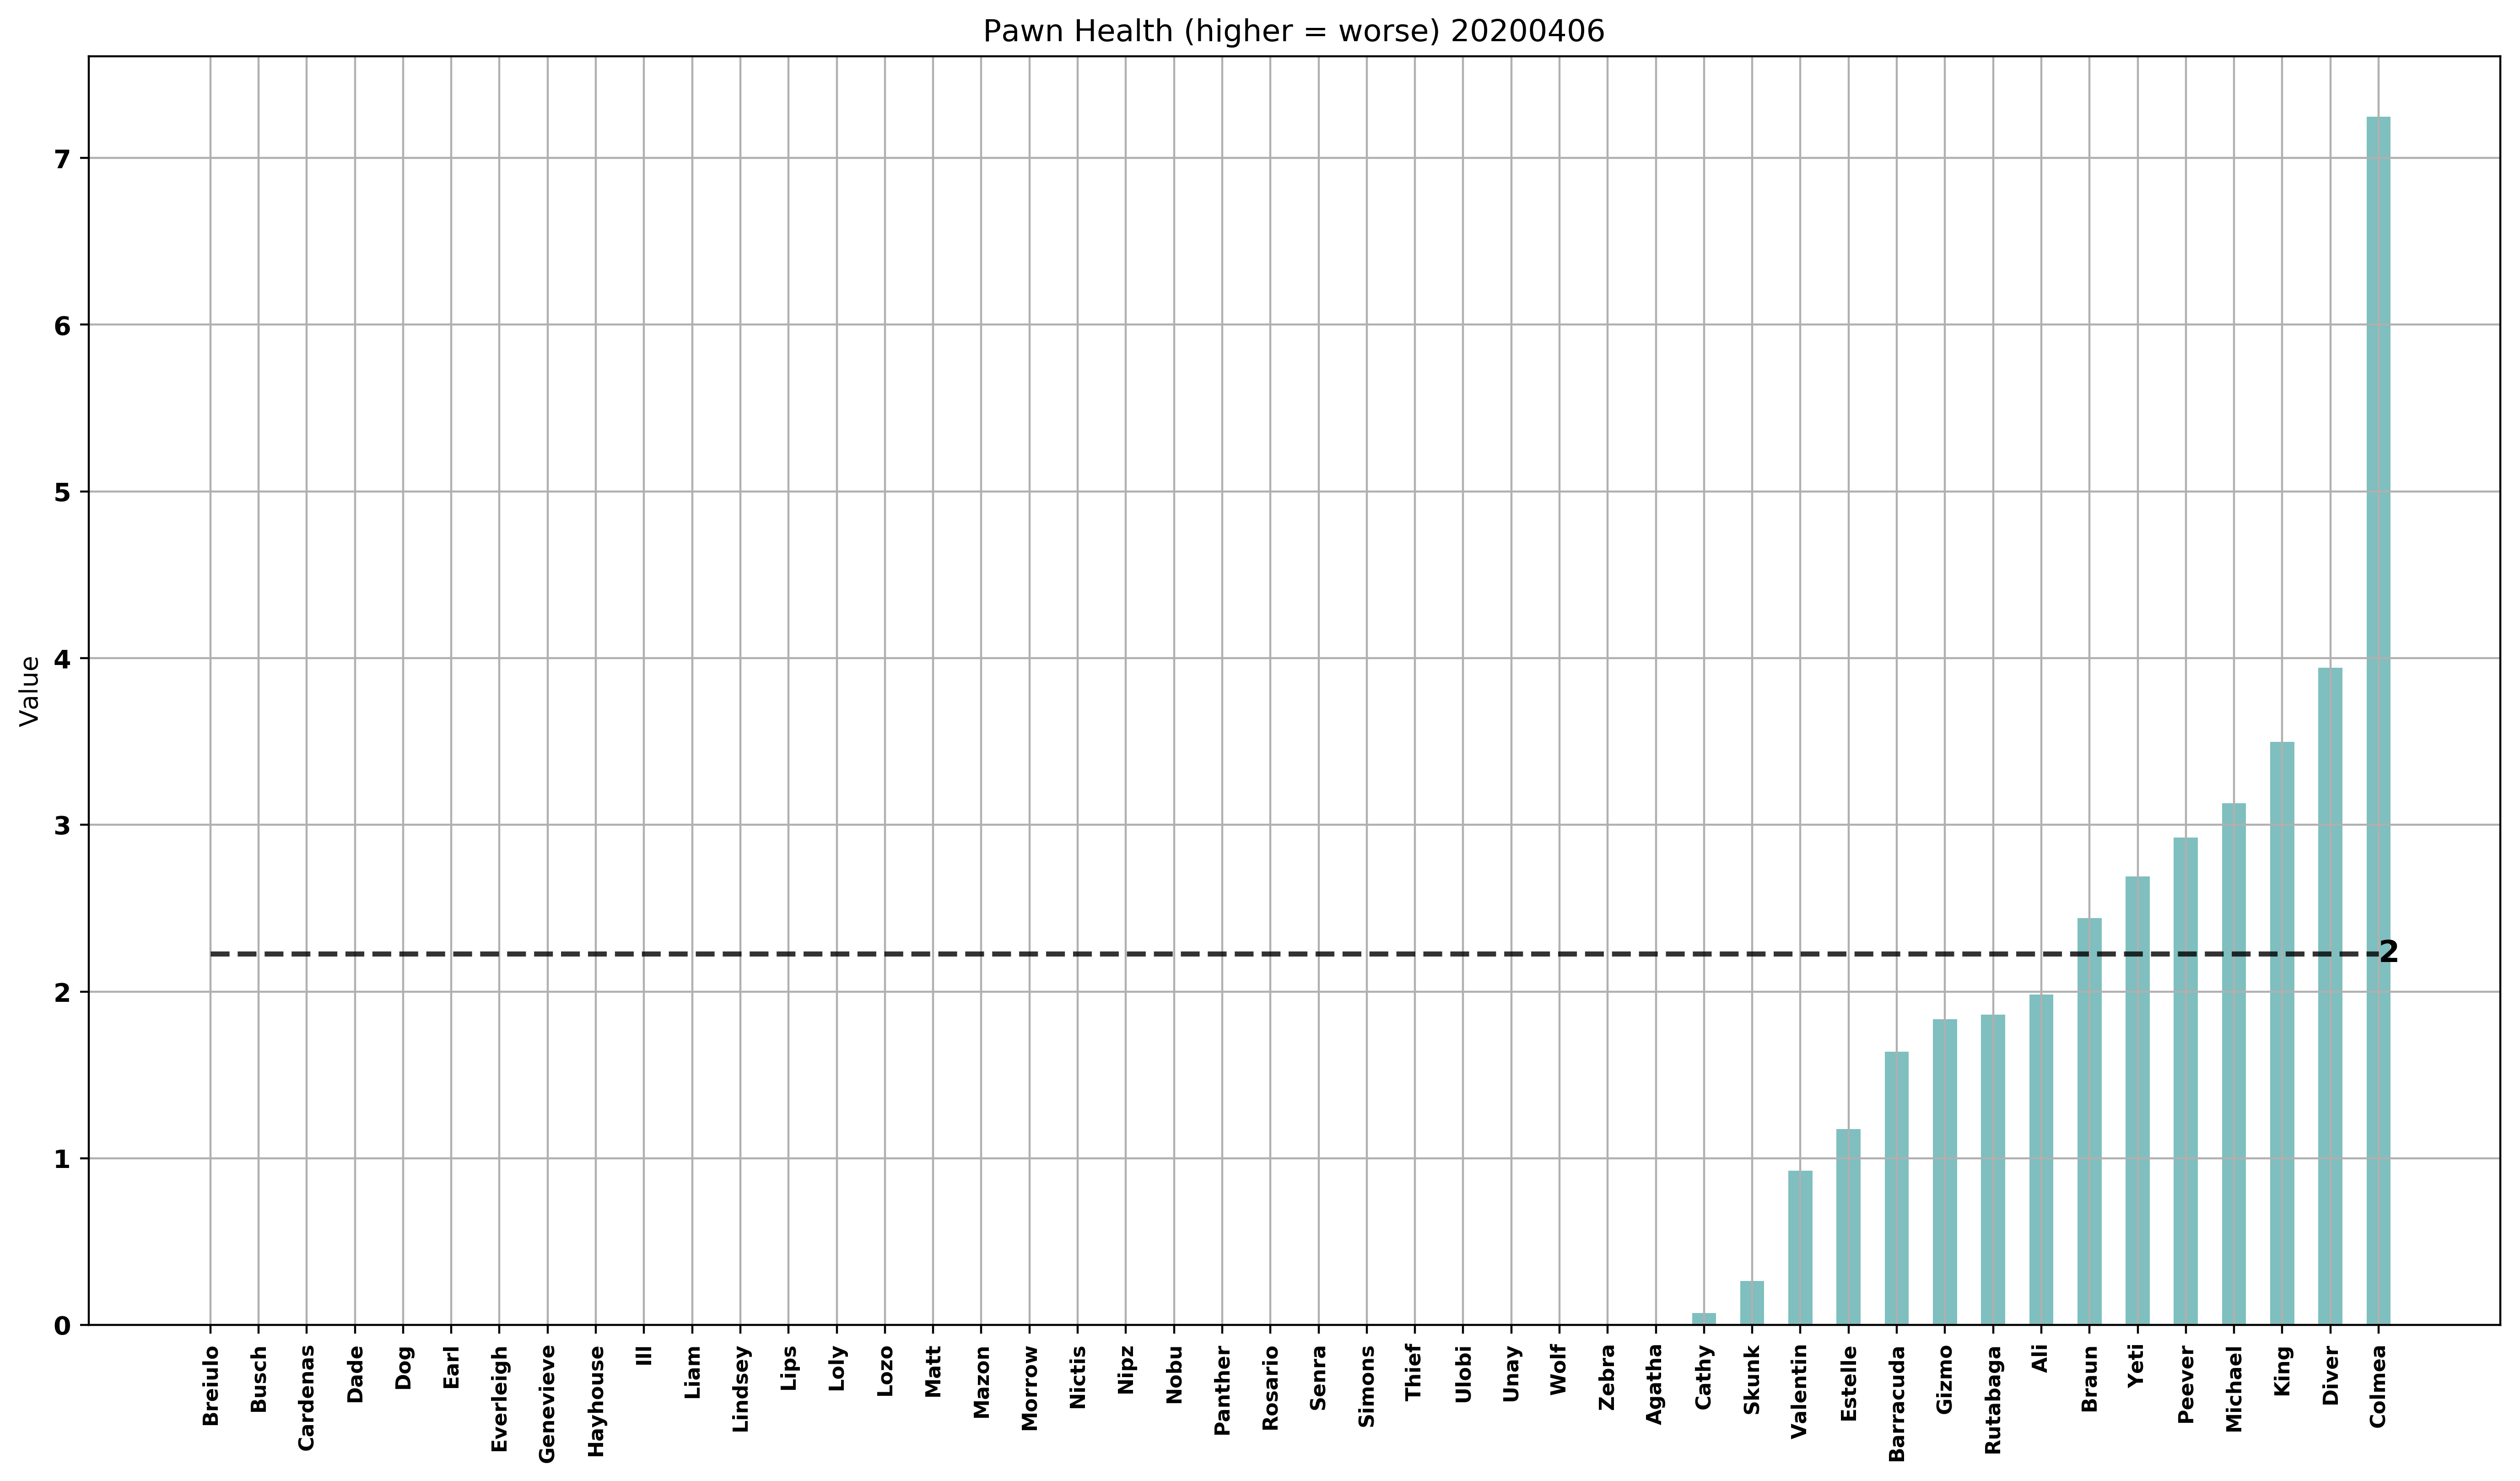 Pawn Health (higher = worse) 20200406
7
6
5
4
3
2
1
0
Value
2
Breiulo
Busch
Cardenas
Dade
Dog
Earl
Everleigh
Genevieve
Hayhouse
Ill
Liam
Lindsey
Lips
Loly
Lozo
Matt
Mazon
Morrow
Nictis
Nipz
Nobu
Panther
Rosario
Senra
Simons
Thief
Ulobi
Unay
Wolf
Zebra
Agatha
Cathy
Skunk
Valentin
Estelle
Barracuda
Gizmo
Rutabaga
Ali
Braun
Yeti
Peever
Michael
King
Diver
Colmea